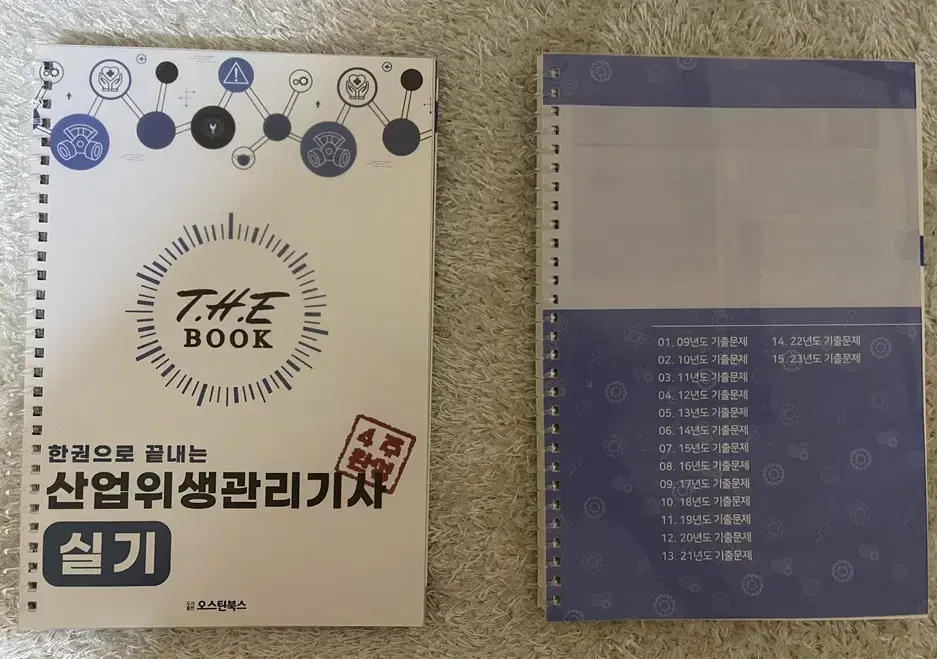 T.H.E
BOOK
4주
완성
한권으로 끝내는
산업위생관리기사
실기
도서
출판 오스틴북스
01. 09년도 기출문제
02. 10년도 기출문제
03. 11년도 기출문제
04. 12년도 기출문제
05. 13년도 기출문제
06. 14년도 기출문제
07. 15년도 기출문제
08. 16년도 기출문제
09. 17년도 기출문제
10. 18년도 기출문제
11. 19년도 기출문제
12. 20년도 기출문제
13. 21년도 기출문제
14. 22년도 기출문제
15. 23년도 기출문제